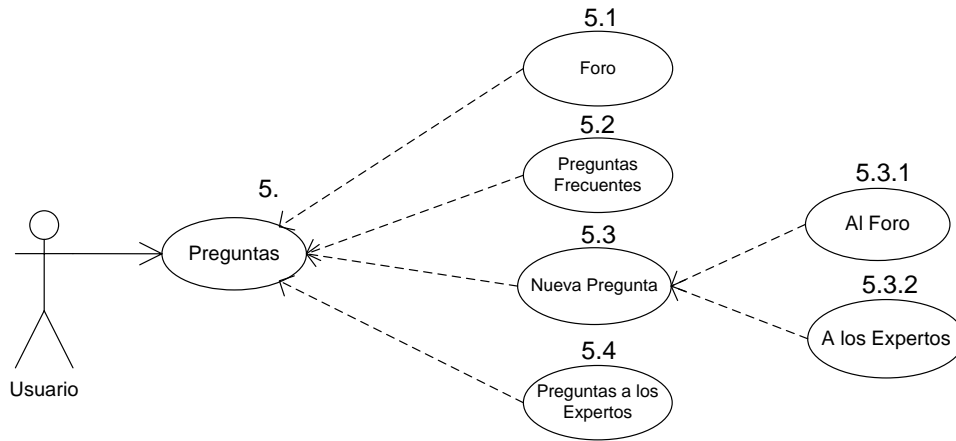 5.1
Foro
5.2
Preguntas
Frecuentes
5.
Preguntas
5.3
Nueva Pregunta
5.3.1
Al Foro
5.3.2
A los Expertos
5.4
Preguntas a los
Expertos
Usuario